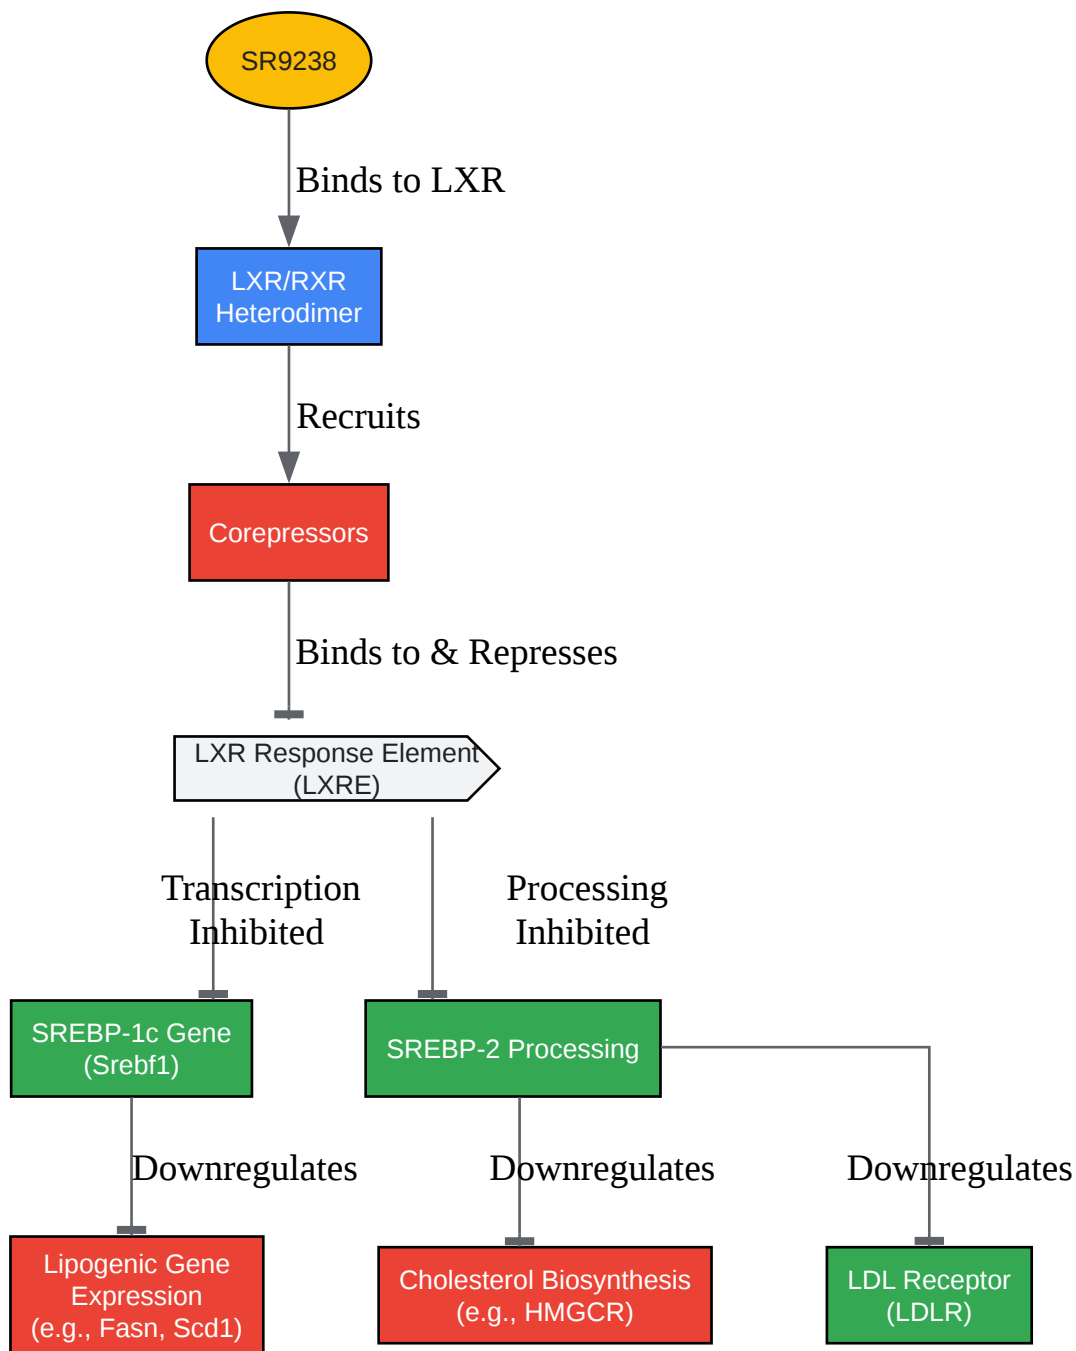 SR9238
Binds to LXR
LXR/RXR
Heterodimer
Recruits
Corepressors
Binds to & Represses
LXR Response Element
(LXRE)
Transcription
Inhibited
Processing
Inhibited
SREBP-1c Gene
(Srebf1)
SREBP-2 Processing
Downregulates
Downregulates
Downregulates
Lipogenic Gene
Expression
(e.g., Fasn, Scd1)
Cholesterol Biosynthesis
(e.g., HMGCR)
LDL Receptor
(LDLR)